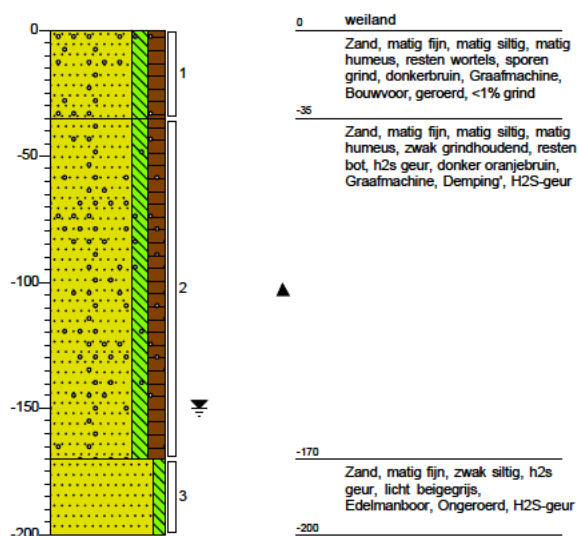 0
-50
-100
-150
-200
1
2
3
0 weiland
Zand, matig fijn, matig siltig, matig
humeus, resten wortels, sporen
grind, donkerbruin, Graafmachine,
Bouwvoor, geroerd, <1% grind
-35
Zand, matig fijn, matig siltig, matig
humeus, zwak grindhoudend, resten
bot, h2s geur, donker oranjebruin,
Graafmachine, Demping', H2S-geur
-170
Zand, matig fijn, zwak siltig, h2s
geur, licht beigegrijs,
Edelmanboor, Ongeroerd, H2S-geur
-200